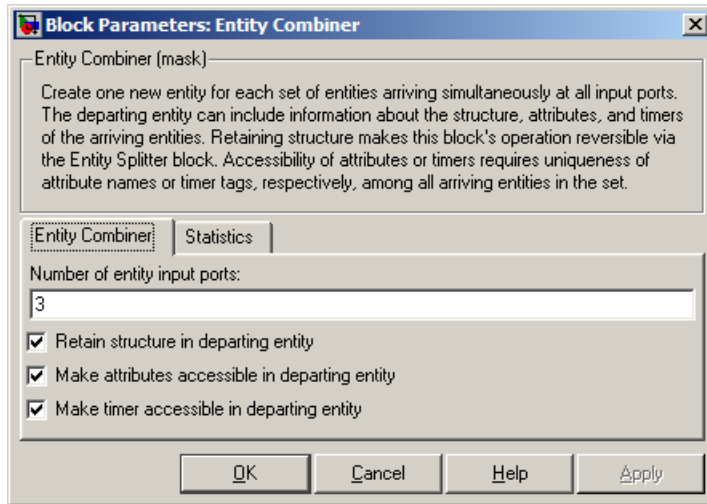 Block Parameters: Entity Combiner
Entity Combiner (mask)
Create one new entity for each set of entities arriving simultaneously at all input ports.
The departing entity can include information about the structure, attributes, and timers
of the arriving entities. Retaining structure makes this block's operation reversible via
the Entity Splitter block. Accessibility of attributes or timers requires uniqueness of
attribute names or timer tags, respectively, among all arriving entities in the set.
Entity Combiner Statistics
Number of entity input ports:
3
Retain structure in departing entity
Make attributes accessible in departing entity
Make timer accessible in departing entity
OK Cancel Help Apply